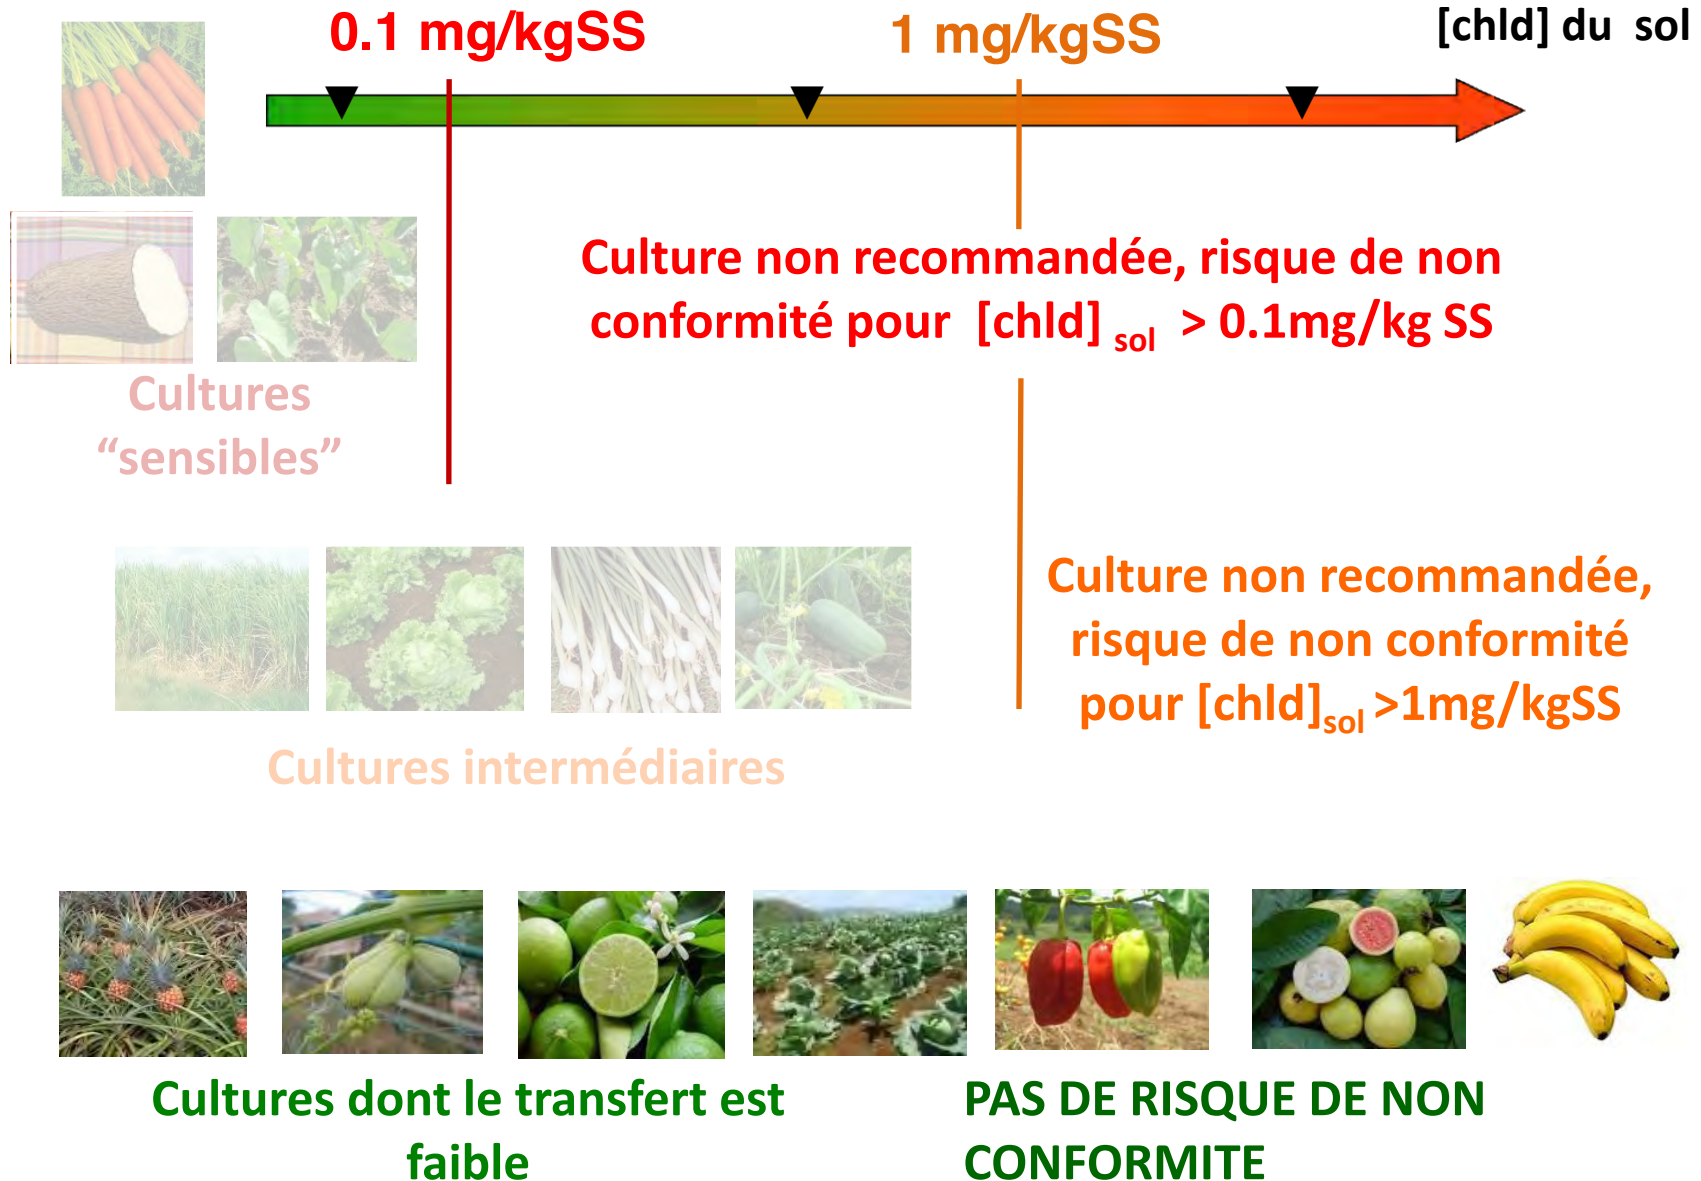 0.1 mg/kgSS
1 mg/kgSS
[chld] du sol
Culture non recommandée, risque de non
conformité pour [chld] sol > 0.1mg/kg SS
Cultures
“sensibles”
Culture non recommandée,
risque de non conformité
pour [chld]sol >1mg/kgSS
Cultures intermédiaires
Cultures dont le transfert est
faible
PAS DE RISQUE DE NON
CONFORMITE